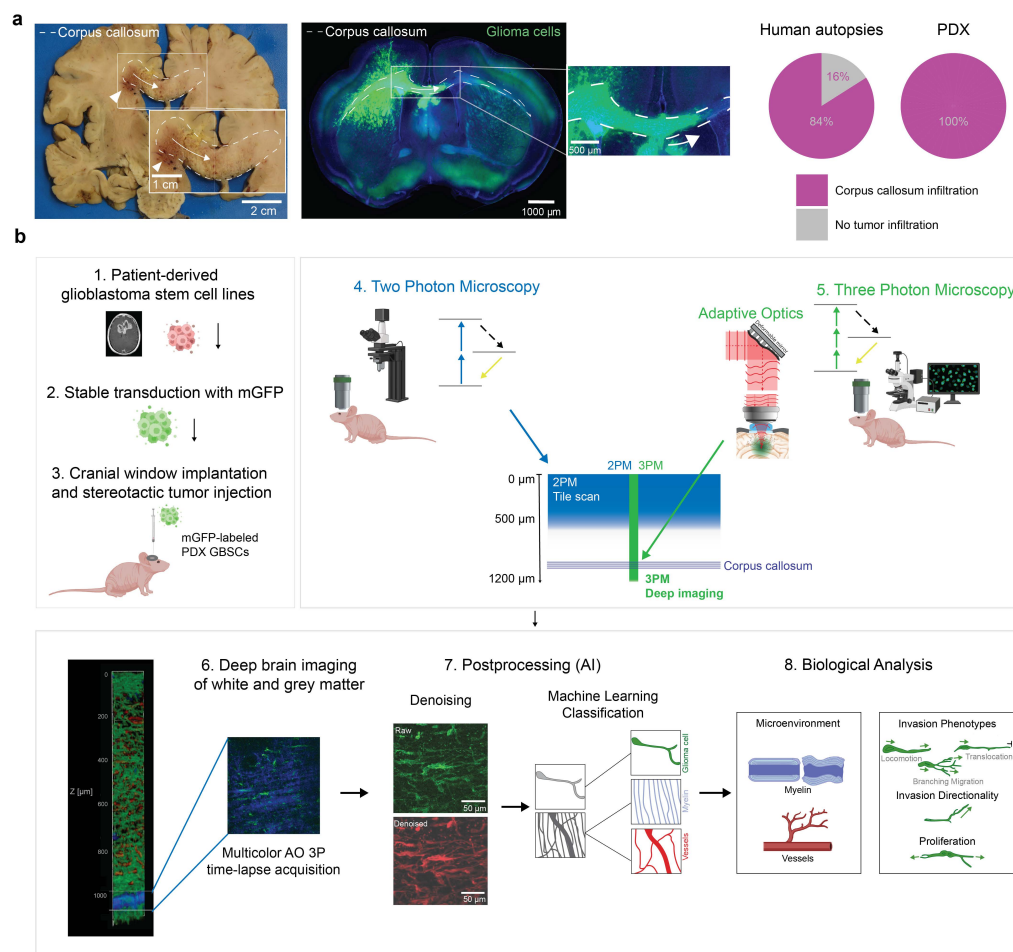 a
Corpus callosum
1 cm
2 cm
Corpus callosum
Glioma cells
1000 µm
500 µm
Human autopsies
PDX
16%
84%
100%
Corpus callosum infiltration
No tumor infiltration
b
1. Patient-derived
glioblastoma stem cell lines
2. Stable transduction with mGFP
3. Cranial window implantation
and stereotactic tumor injection
mGFP-labeled
PDX GBSCs
4. Two Photon Microscopy
Adaptive Optics
Deformable mirror
5. Three Photon Microscopy
2PM 3PM
0 µm
500 µm
1200 µm
2PM
Tile scan
Corpus callosum
3PM
Deep imaging
0
200
400
Z [µm]
600
800
1000
6. Deep brain imaging
of white and grey matter
Multicolor AO 3P
time-lapse acquisition
7. Postprocessing (AI)
Denoising
Raw
50 µm
Denoised
50 µm
Machine Learning
Classification
Glioma cell
Myelin
Vessels
8. Biological Analysis
Microenvironment
Myelin
Vessels
Invasion Phenotypes
Locomotion
Translocation
Branching Migration
Invasion Directionality
Proliferation